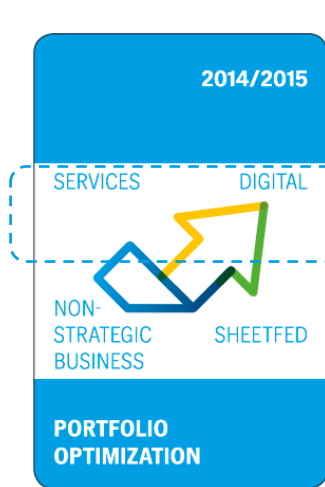 2014/2015
SERVICES DIGITAL
NON-
STRATEGIC SHEETFED
BUSINESS
PORTFOLIO
OPTIMIZATION